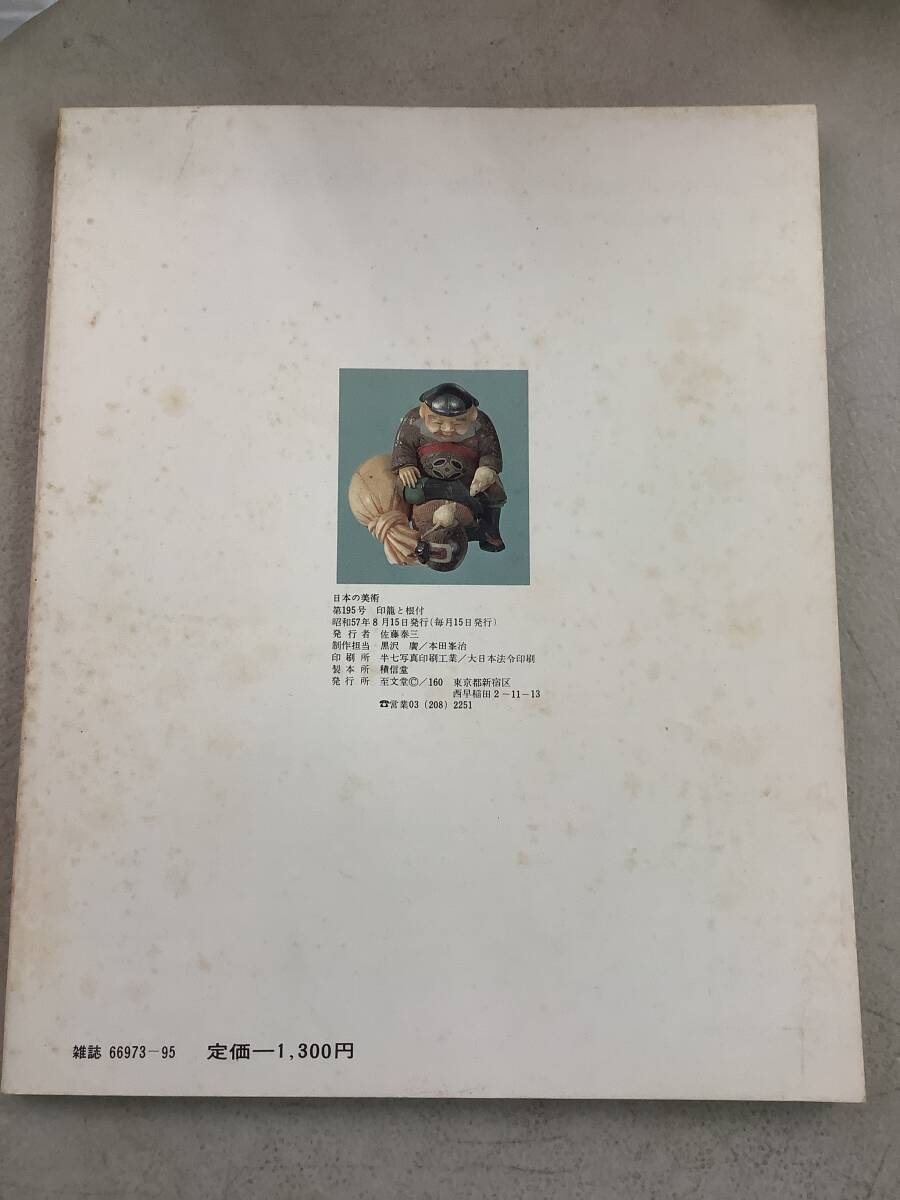 日本の美術
第195号 印籠と根付
昭和57年8月15日発行(毎月15日発行)
発行者 佐藤泰三
制作担当 黒沢 廣/本田峯治
印刷所 半七写真印刷工業/大日本法令印刷
製本所 積信堂
発行所 至文堂©/160 東京都新宿区
西早稲田2-11-13
☎営業03(208)2251
雑誌 66973-95 定価-1,300円